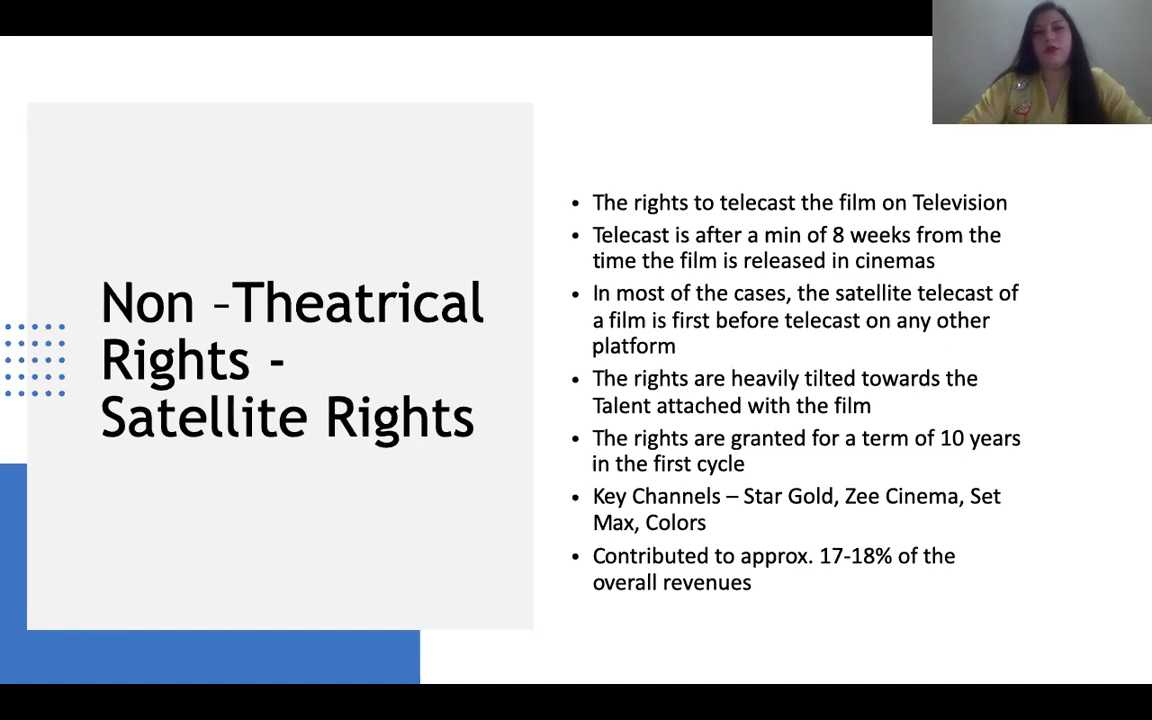 Non –Theatrical
Rights -
Satellite Rights
• The rights to telecast the film on Television
• Telecast is after a min of 8 weeks from the
time the film is released in cinemas
• In most of the cases, the satellite telecast of
a film is first before telecast on any other
platform
• The rights are heavily tilted towards the
Talent attached with the film
• The rights are granted for a term of 10 years
in the first cycle
• Key Channels – Star Gold, Zee Cinema, Set
Max, Colors
• Contributed to approx. 17-18% of the
overall revenues